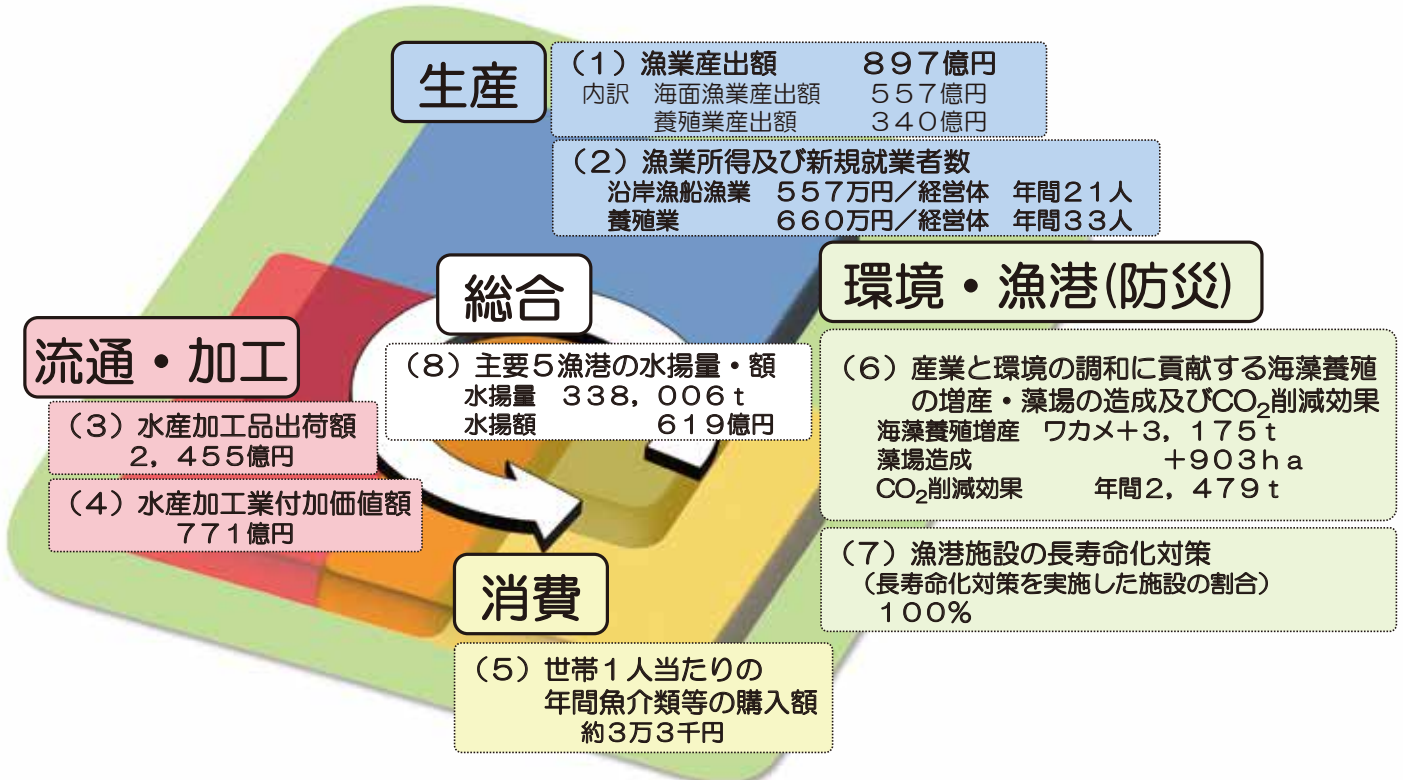 生産
（１）漁業産出額　８９７億円
内訳　海面漁業産出額　５５７億円
養殖業産出額　３４０億円
（２）漁業所得及び新規就業者数
沿岸漁船漁業　５５７万円／経営体　年間２１人
養殖業　６６０万円／経営体　年間３３人
総合
（８）主要５漁港の水揚量・額
水揚量　３３８，００６ｔ
水揚額　６１９億円
流通・加工
（３）水産加工品出荷額
２，４５５億円
（４）水産加工業付加価値額
７７１億円
消費
（５）世帯１人当たりの
年間魚介類等の購入額
約３万３千円
環境・漁港(防災)
（６）産業と環境の調和に貢献する海藻養殖
の増産・藻場の造成及びCO₂削減効果
海藻養殖増産　ワカメ＋３，１７５ｔ
藻場造成　＋９０３ｈａ
CO₂削減効果　年間２，４７９ｔ
（７）漁港施設の長寿命化対策
（長寿命化対策を実施した施設の割合）
１００％